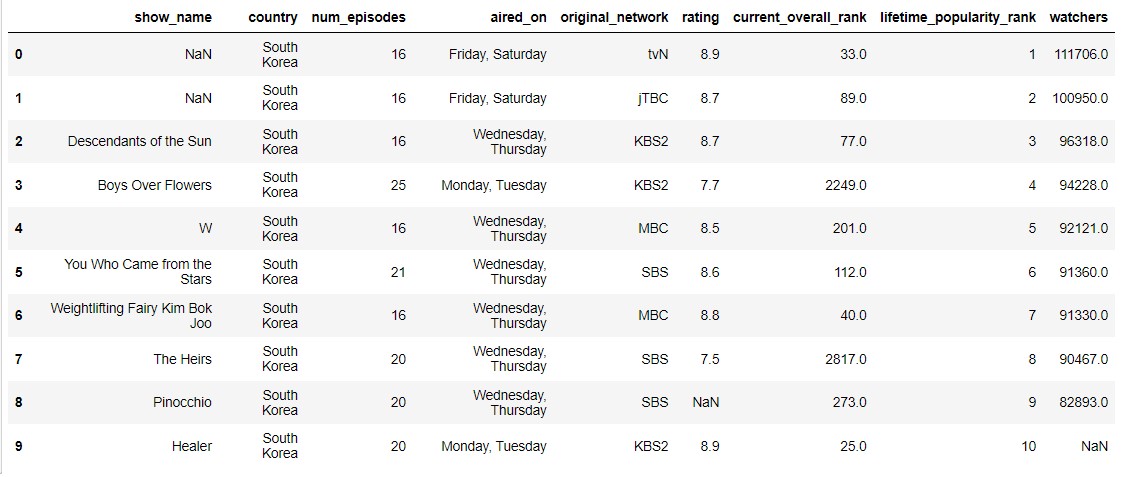 show_name country num_episodes aired_on original_network rating current_overall_rank lifetime_popularity_rank watchers
0 NaN South Korea 16 Friday, Saturday tvN 8.9 33.0 1 111706.0
1 NaN South Korea 16 Friday, Saturday jTBC 8.7 89.0 2 100950.0
2 Descendants of the Sun South Korea 16 Wednesday, Thursday KBS2 8.7 77.0 3 96318.0
3 Boys Over Flowers South Korea 25 Monday, Tuesday KBS2 7.7 2249.0 4 94228.0
4 W South Korea 16 Wednesday, Thursday MBC 8.5 201.0 5 92121.0
5 You Who Came from the Stars South Korea 21 Wednesday, Thursday SBS 8.6 112.0 6 91360.0
6 Weightlifting Fairy Kim Bok Joo South Korea 16 Wednesday, Thursday MBC 8.8 40.0 7 91330.0
7 The Heirs South Korea 20 Wednesday, Thursday SBS 7.5 2817.0 8 90467.0
8 Pinocchio South Korea 20 Wednesday, Thursday SBS NaN 273.0 9 82893.0
9 Healer South Korea 20 Monday, Tuesday KBS2 8.9 25.0 10 NaN